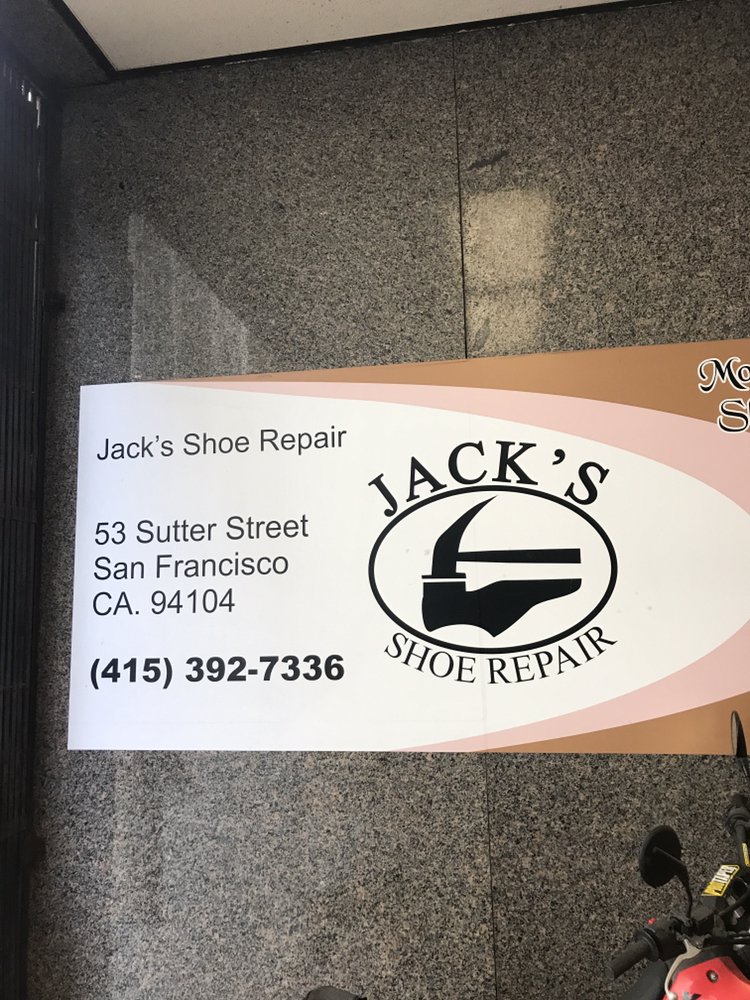 Jack's Shoe Repair
53 Sutter Street
San Francisco
CA. 94104
(415) 392-7336
JACK'S
SHOE REPAIR